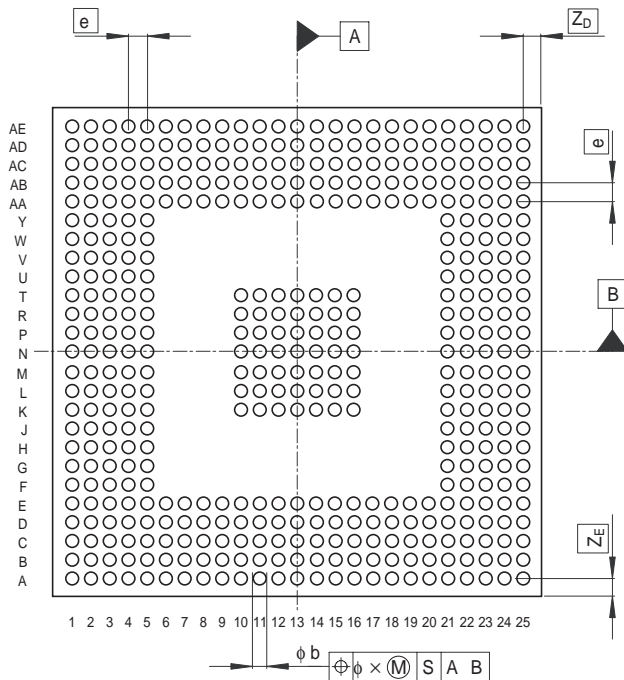 e
A
ZD
AE
AD
AC
AB
AA
Y
W
V
U
T
R
P
N
M
L
K
J
H
G
F
E
D
C
B
A
e
B
ZE
1 2 3 4 5 6 7 8 9 10 11 12 13 14 15 16 17 18 19 20 21 22 23 24 25
ϕ b
⌖ ϕ × Ⓜ S A B